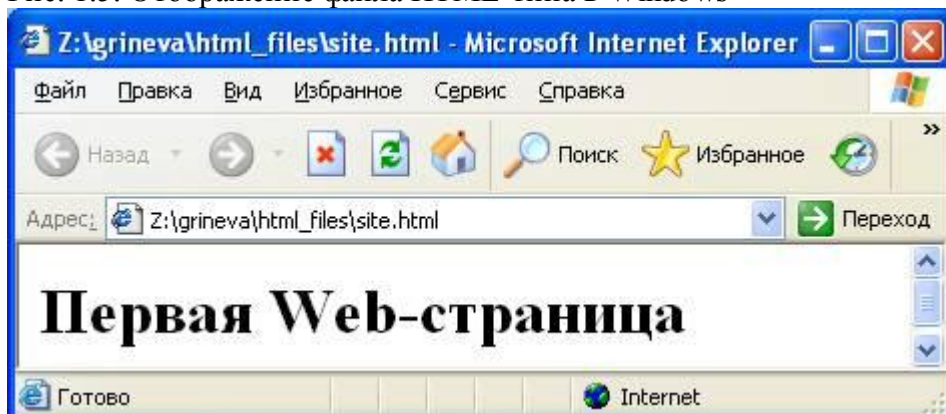 Z:\grineva\html_files\site.html - Microsoft Internet Explorer
Файл Правка Вид Избранное Сервис Справка
Назад Поиск Избранное »
Адрес: Z:\grineva\html_files\site.html Переход
Первая Web-страница
Готово Internet